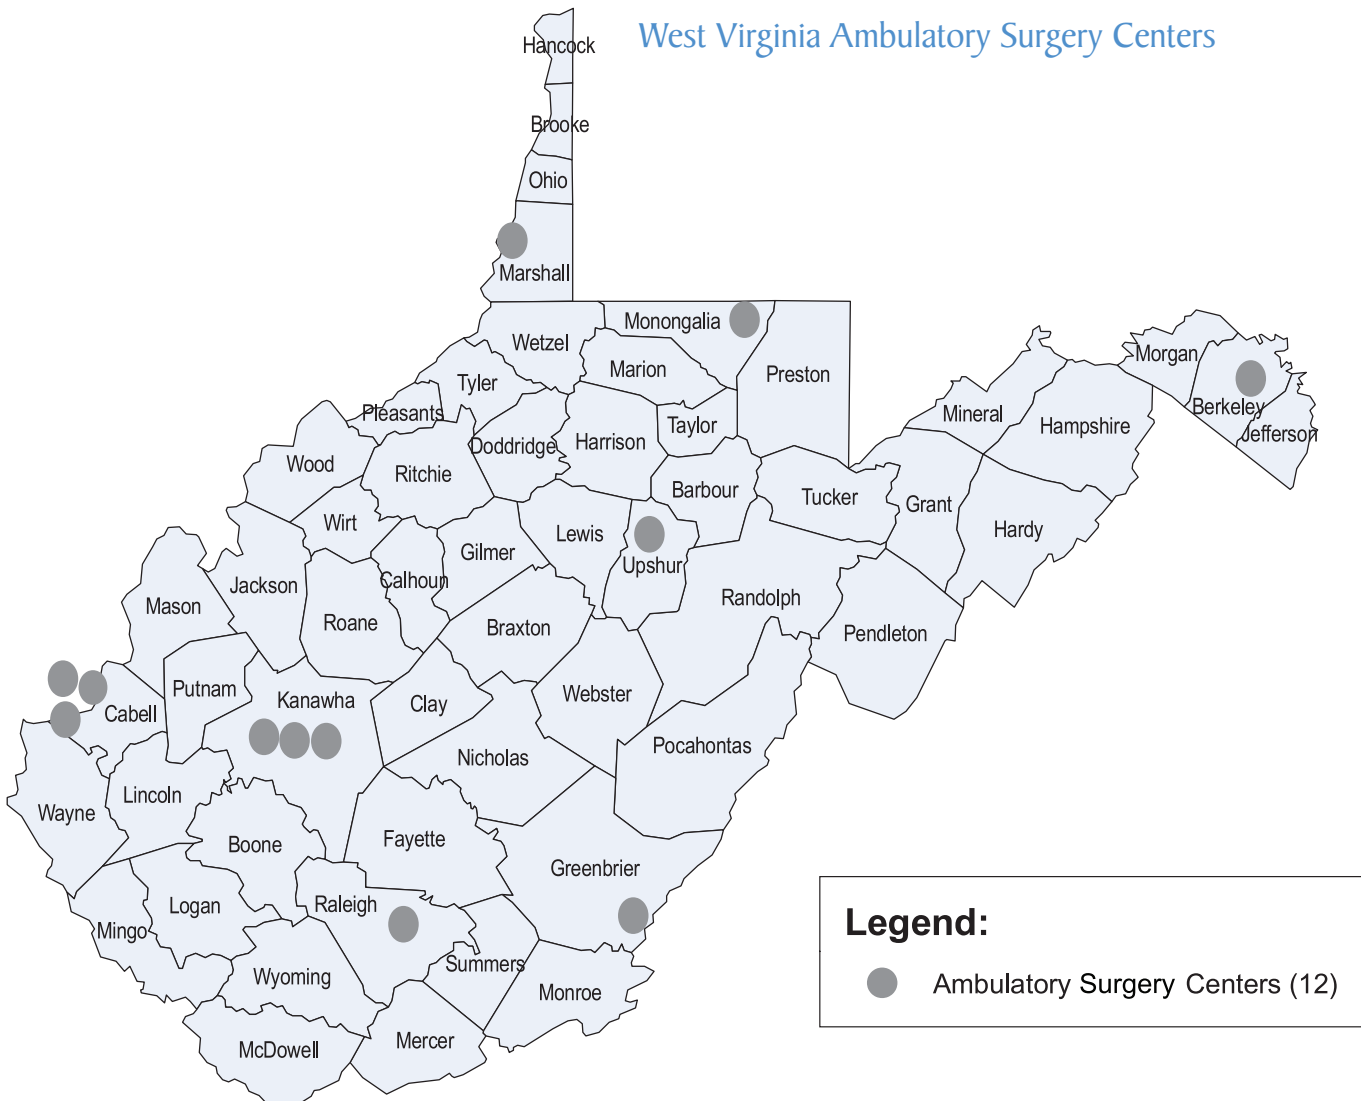 West Virginia Ambulatory Surgery Centers
Hancock
Brooke
Ohio
Marshall
Wetzel
Monongalia
Marion
Preston
Tyler
Pleasants
Doddridge
Harrison
Taylor
Morgan
Berkeley
Jefferson
Mineral
Hampshire
Wood
Ritchie
Barbour
Tucker
Grant
Hardy
Wirt
Lewis
Gilmer
Upshur
Calhoun
Jackson
Mason
Roane
Braxton
Randolph
Pendleton
Putnam
Kanawha
Clay
Webster
Cabell
Pocahontas
Nicholas
Lincoln
Wayne
Boone
Fayette
Greenbrier
Logan
Raleigh
Mingo
Summers
Wyoming
Monroe
Mercer
McDowell
Legend:
Ambulatory Surgery Centers (12)